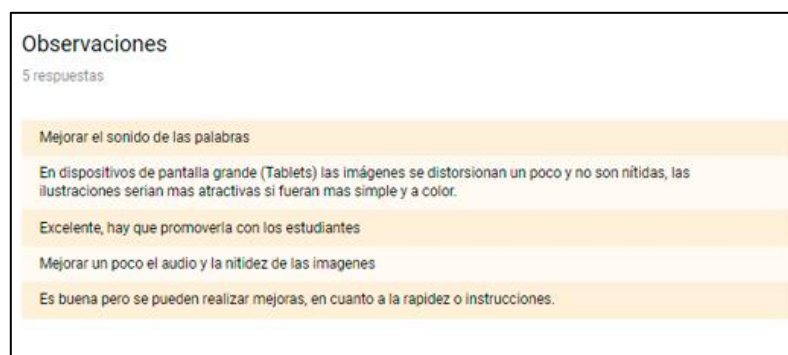 Observaciones
5 respuestas
Mejorar el sonido de las palabras
En dispositivos de pantalla grande (Tablets) las imágenes se distorsionan un poco y no son nítidas, las
ilustraciones serian mas atractivas si fueran mas simple y a color.
Excelente, hay que promoverla con los estudiantes
Mejorar un poco el audio y la nitidez de las imagenes
Es buena pero se pueden realizar mejoras, en cuanto a la rapidez o instrucciones.